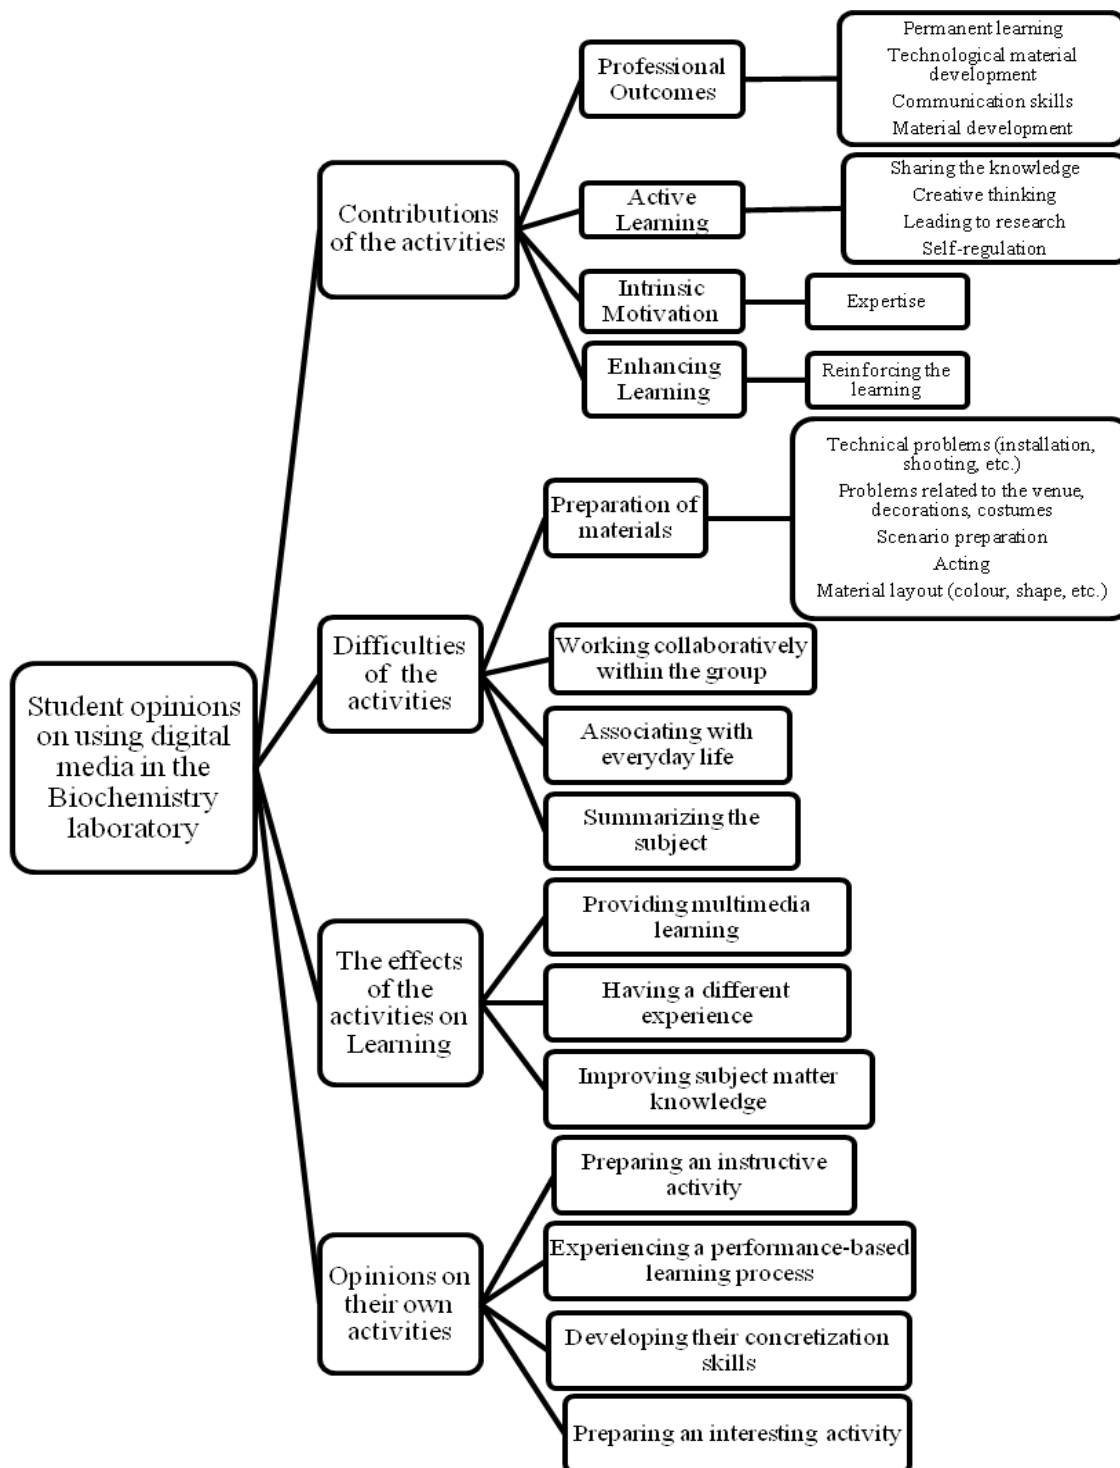 Student opinions
on using digital
media in the
Biochemistry
laboratory
Contributions
of the activities
Professional
Outcomes
Permanent learning
Technological material
development
Communication skills
Material development
Active
Learning
Sharing the knowledge
Creative thinking
Leading to research
Self-regulation
Intrinsic
Motivation
Expertise
Enhancing
Learning
Reinforcing the
learning
Difficulties
of the
activities
Preparation of
materials
Technical problems (installation,
shooting, etc.)
Problems related to the venue,
decorations, costumes
Scenario preparation
Acting
Material layout (colour, shape, etc.)
Working collaboratively
within the group
Associating with
everyday life
Summarizing the
subject
The effects
of the
activities on
Learning
Providing multimedia
learning
Having a different
experience
Improving subject matter
knowledge
Opinions on
their own
activities
Preparing an instructive
activity
Experiencing a performance-based
learning process
Developing their concretization
skills
Preparing an interesting activity